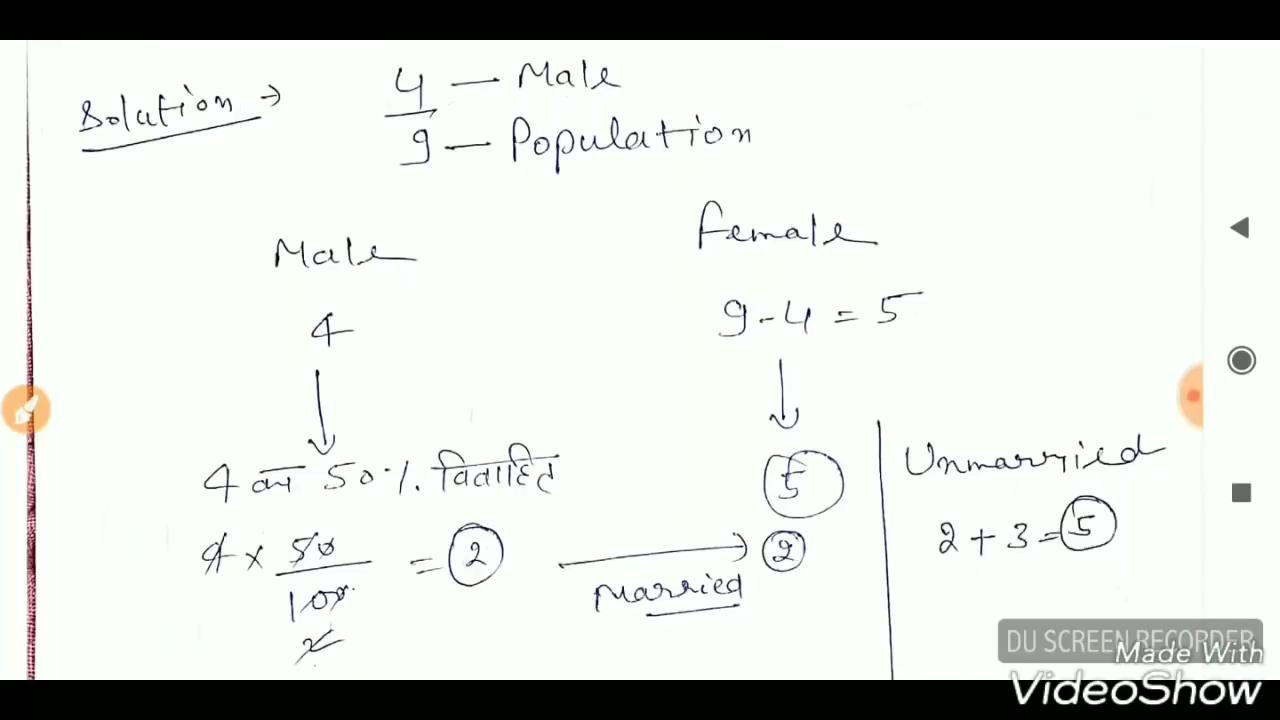 Solution → 4 — Male
9 — Population
Male Female
4 9 - 4 = 5
4 का 50%. विवाहित 5 Unmarried
4 × 50 = 2 Married 2 2 + 3 = 5
100
2
DU SCREEN RECORDER
Made With
VideoShow